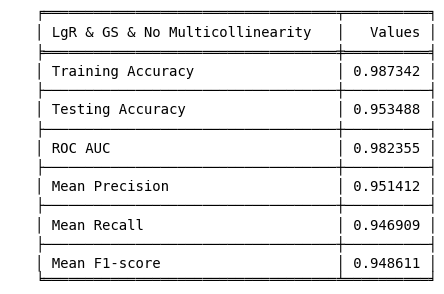 LgR & GS & No Multicollinearity Values
Training Accuracy 0.987342
Testing Accuracy 0.953488
ROC AUC 0.982355
Mean Precision 0.951412
Mean Recall 0.946909
Mean F1-score 0.948611